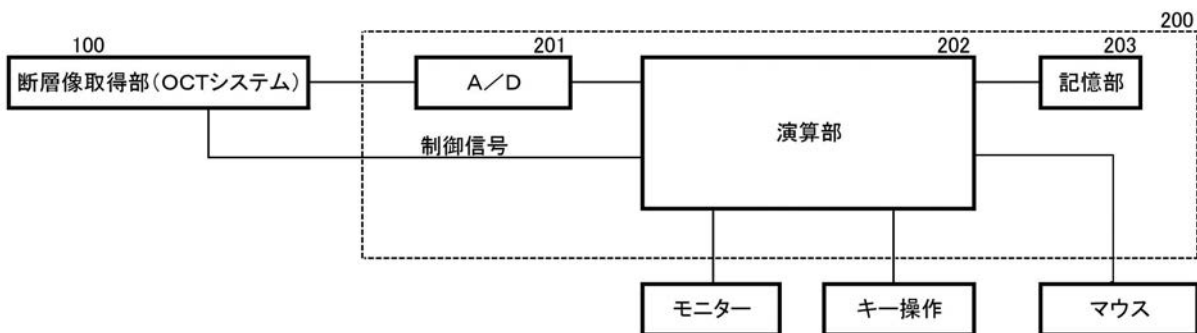 200
100
201
202
203
断層像取得部(OCTシステム)
A/D
演算部
記憶部
制御信号
モニター
キー操作
マウス